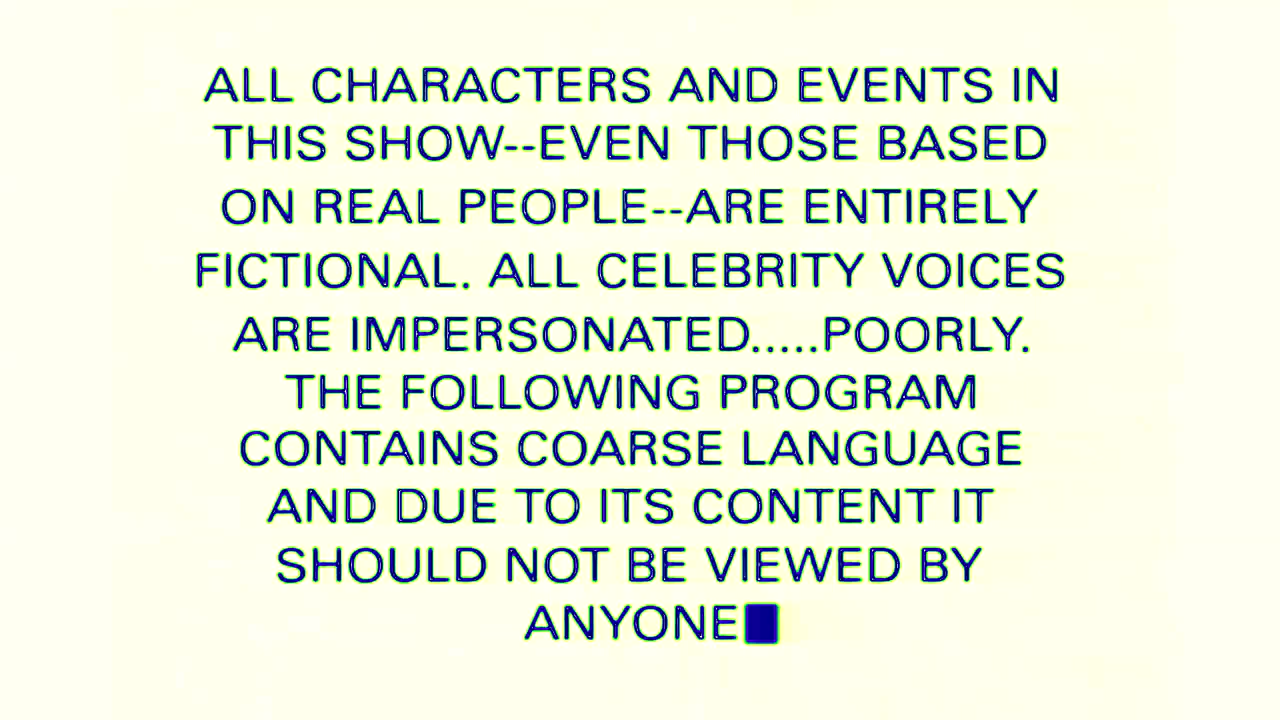 ALL CHARACTERS AND EVENTS IN
THIS SHOW--EVEN THOSE BASED
ON REAL PEOPLE--ARE ENTIRELY
FICTIONAL. ALL CELEBRITY VOICES
ARE IMPERSONATED.....POORLY.
THE FOLLOWING PROGRAM
CONTAINS COARSE LANGUAGE
AND DUE TO ITS CONTENT IT
SHOULD NOT BE VIEWED BY
ANYONE